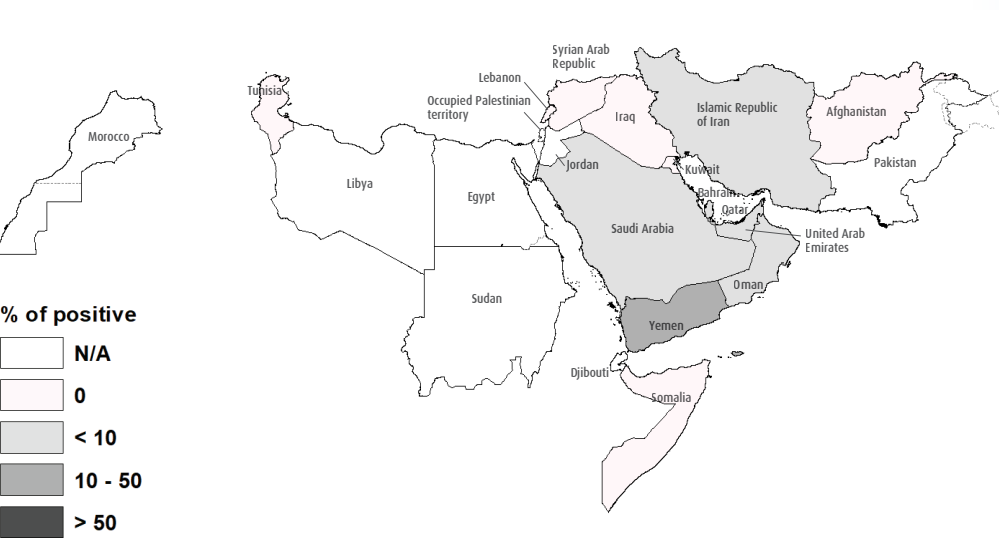 Syrian Arab
Republic
Lebanon
Tunisia
Occupied Palestinian
territory
Islamic Republic
of Iran
Afghanistan
Iraq
Morocco
Pakistan
Jordan
Kuwait
Libya
Egypt
Bahrain
Qatar
Saudi Arabia
United Arab
Emirates
Oman
Sudan
Yemen
Djibouti
Somalia
% of positive
N/A
0
< 10
10 - 50
> 50